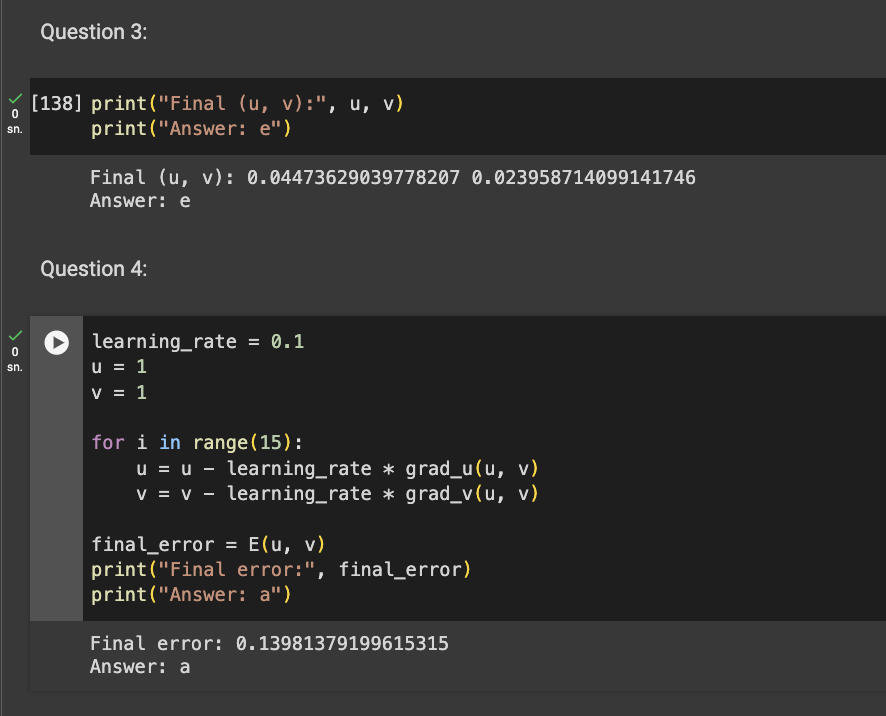 Question 3:
0
sn.
[138] print("Final (u, v):", u, v)
print("Answer: e")
Final (u, v): 0.04473629039778207 0.023958714099141746
Answer: e
Question 4:
0
sn.
learning_rate = 0.1
u = 1
v = 1
for i in range(15):
    u = u - learning_rate * grad_u(u, v)
    v = v - learning_rate * grad_v(u, v)
final_error = E(u, v)
print("Final error:", final_error)
print("Answer: a")
Final error: 0.13981379199615315
Answer: a